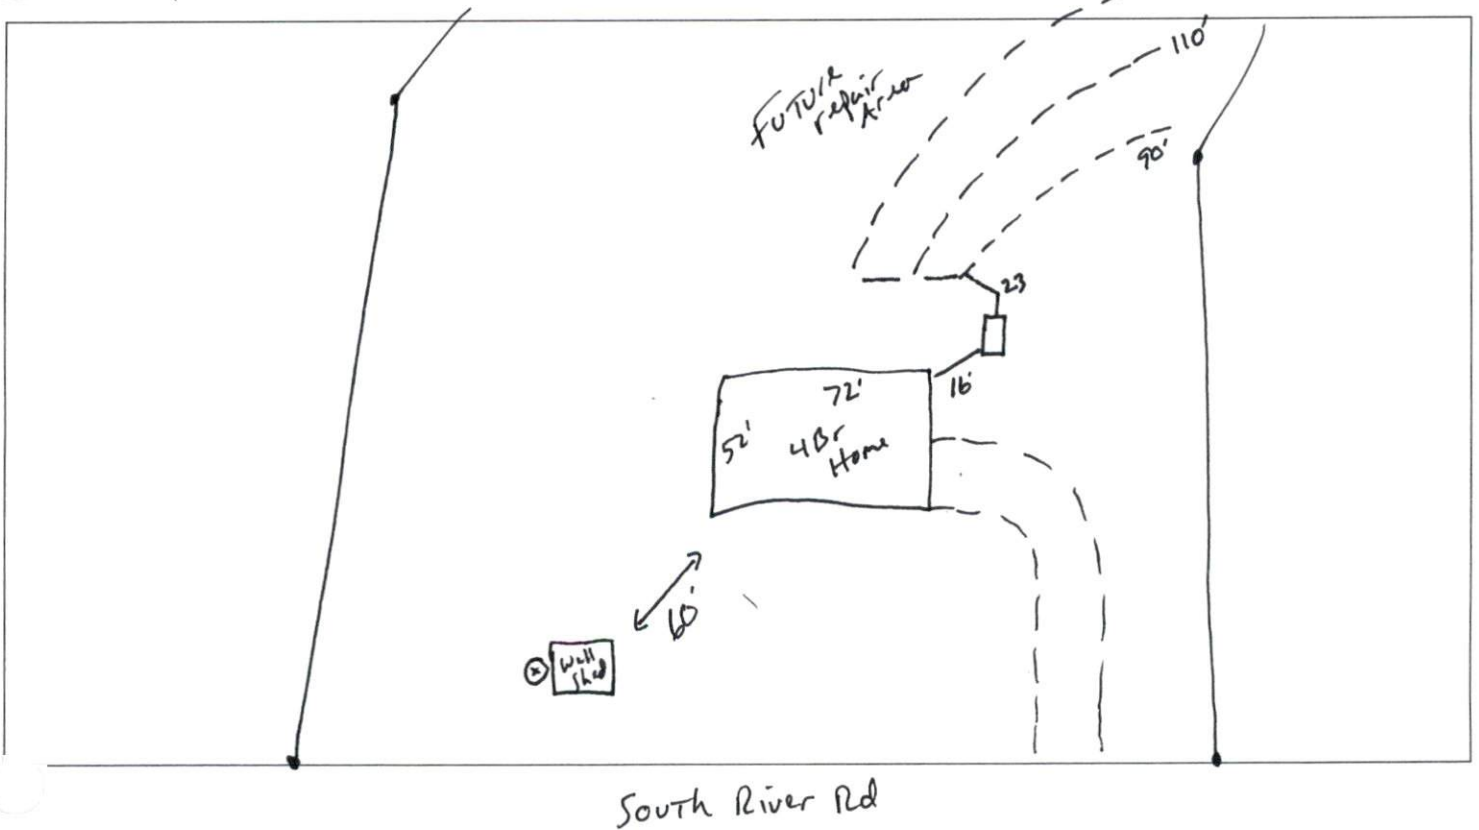 110'
FUTURE
repair
Area
90'
23
16'
72'
52'
4Br
Home
60'
Well
Shed
South River Rd